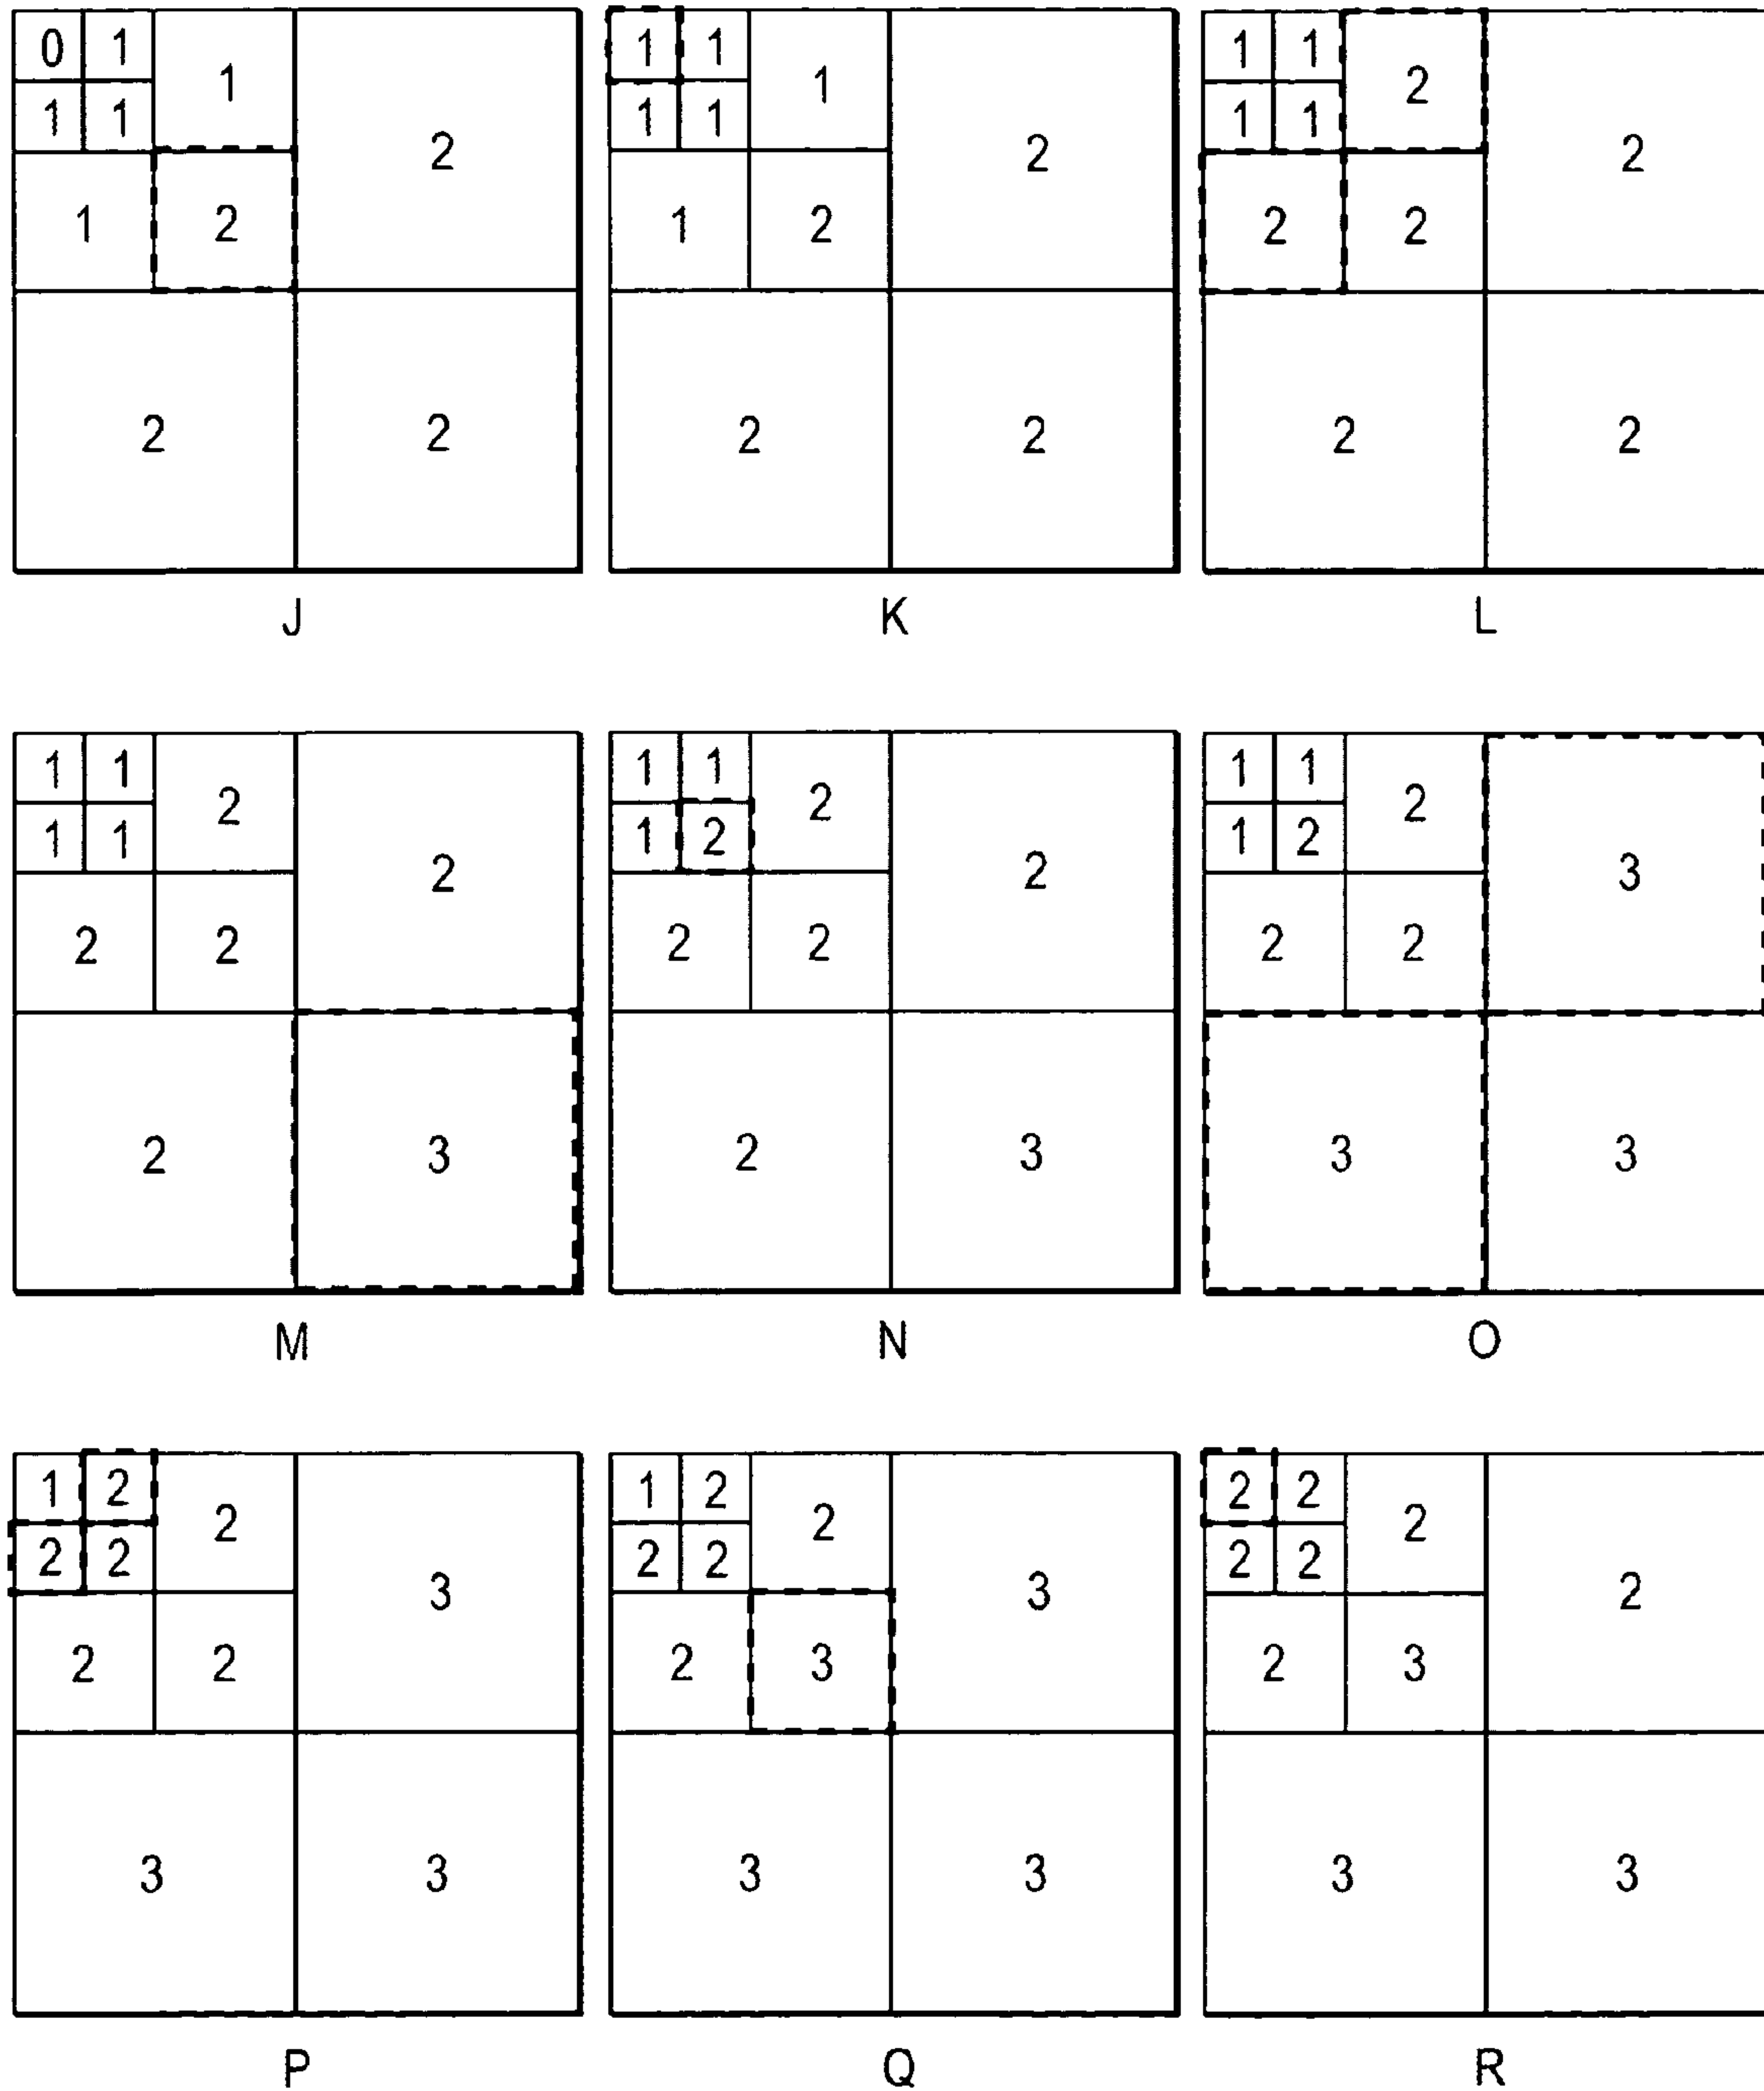 0 1 1 1 1 1 1 2
1 1 1 1 1 1 2
2 2 2
1 2 1 2 2 2
2 2 2 2 2 2
J K L
1 1 1 1 1 1
2 2 2
1 1 1 2 1 2
2 2 3
2 2 2 2 2 2
2 3 2 3 3 3
M N O
1 2 1 2 2 2
2 2 2
2 2 2 2 2 2
3 3 2
2 2 2 3 2 3
3 3 3 3 3 3
P Q R